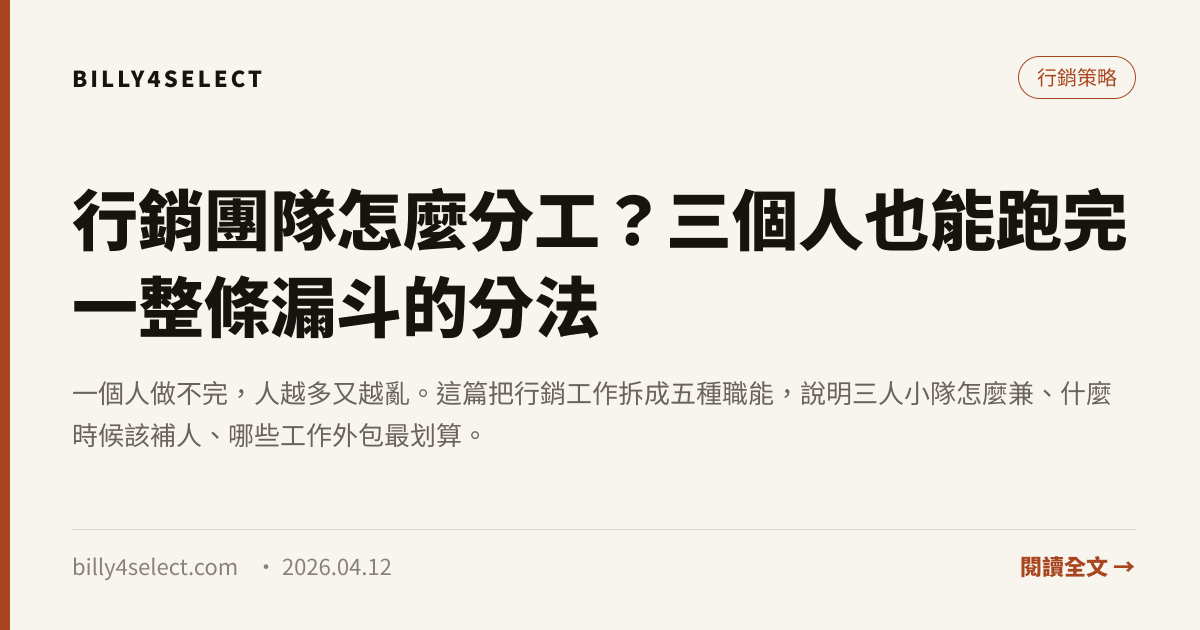 BILLY4SELECT
行銷策略
行銷團隊怎麼分工？三個人也能跑完
一整條漏斗的分法
一個人做不完，人越多又越亂。這篇把行銷工作拆成五種職能，說明三人小隊怎麼兼、什麼
時候該補人、哪些工作外包最划算。
billy4select.com ・ 2026.04.12
閱讀全文 →